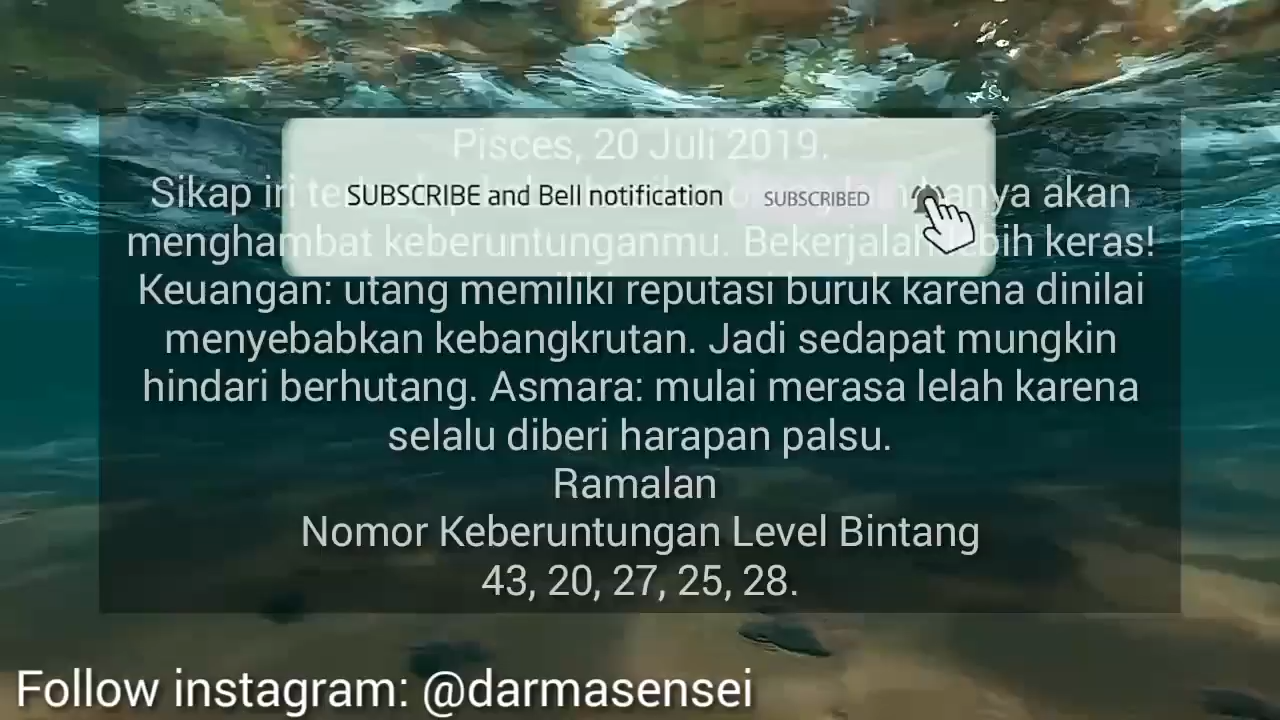 Pisces, 20 Juli 2019.
SUBSCRIBE and Bell notification SUBSCRIBED
Sikap iri akan
menghambat keberuntunganmu. Bekerjalah lebih keras!
Keuangan: utang memiliki reputasi buruk karena dinilai
menyebabkan kebangkrutan. Jadi sedapat mungkin
hindari berhutang. Asmara: mulai merasa lelah karena
selalu diberi harapan palsu.
Ramalan
Nomor Keberuntungan Level Bintang
43, 20, 27, 25, 28.
Follow instagram: @darmasensei